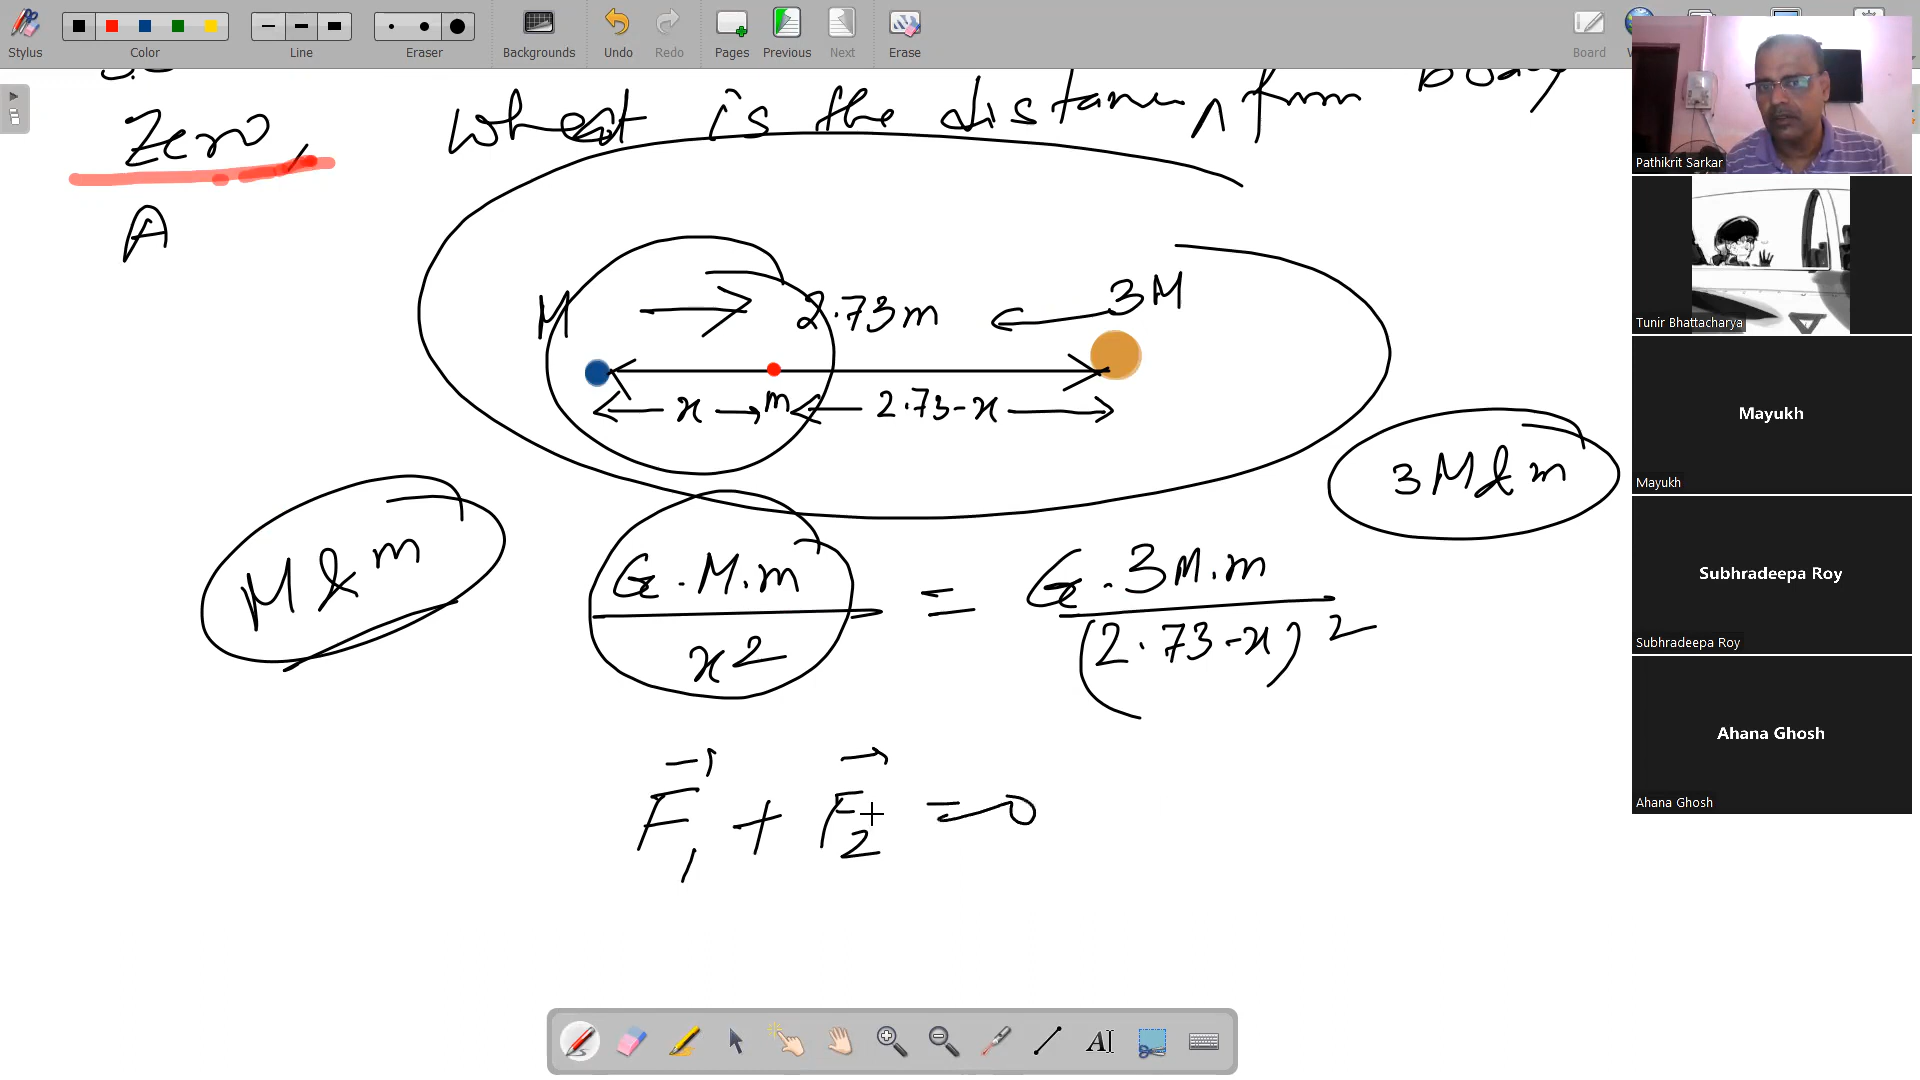 Stylus Color Line Eraser Backgrounds Undo Redo Pages Previous Next Erase Board
Zero, What is the distance from Body
A
M 2.73m 3M
x m 2.73-x
3M & m
M & m
G.M.m = G.3M.m
x2 (2.73-x)2
F1 + F2 = 0
Pathikrit Sarkar
Tunir Bhattacharya
Mayukh
Mayukh
Subhradeepa Roy
Subhradeepa Roy
Ahana Ghosh
Ahana Ghosh